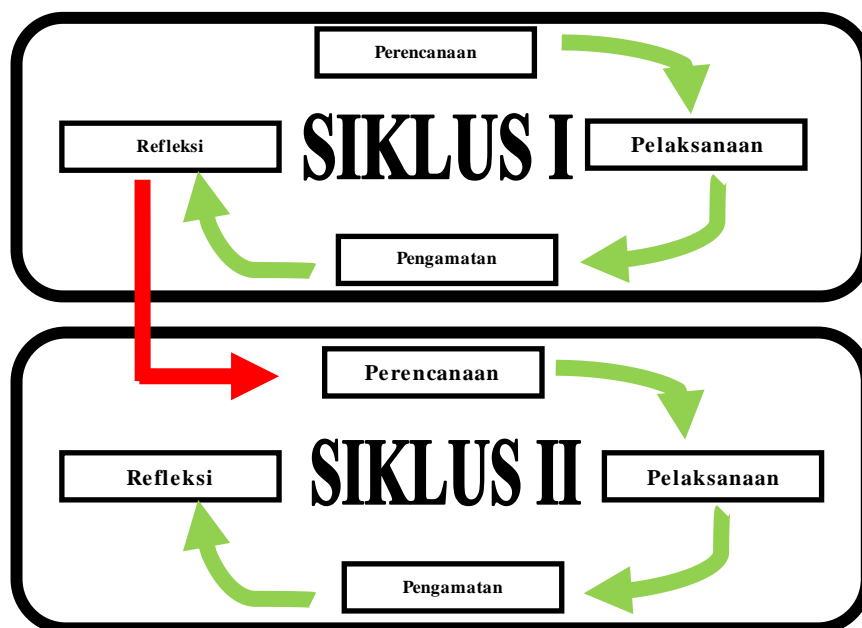 Perencanaan
SIKLUS I
Refleksi
Pelaksanaan
Pengamatan
Perencanaan
SIKLUS II
Refleksi
Pelaksanaan
Pengamatan